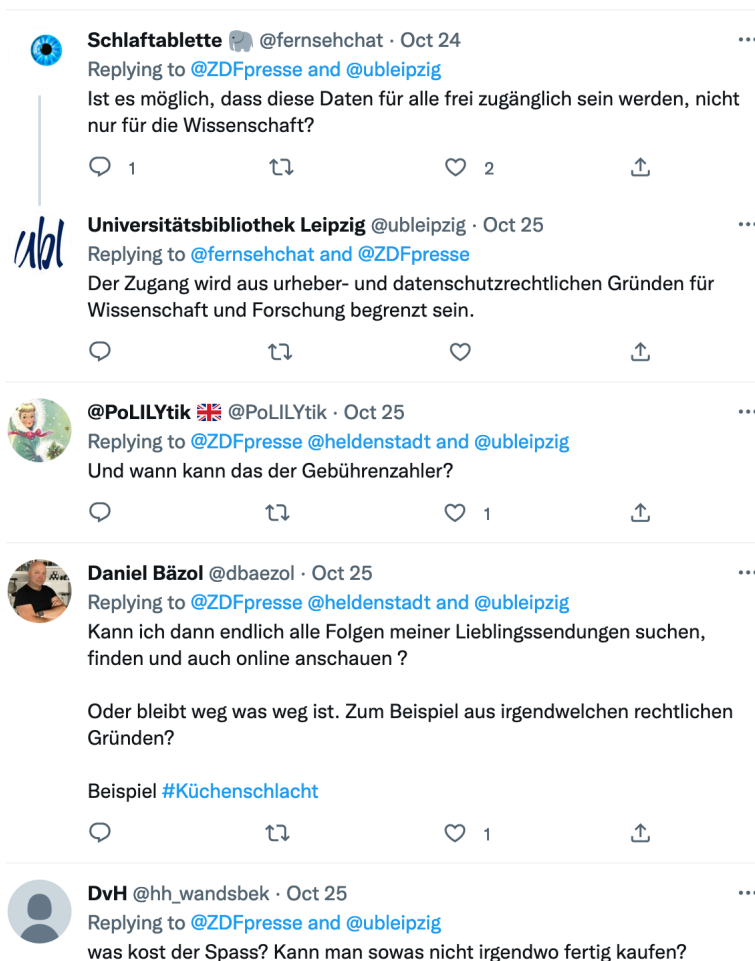 Schlaftablette 🐘 @fernsehchat · Oct 24
Replying to @ZDFpresse and @ubleipzig
Ist es möglich, dass diese Daten für alle frei zugänglich sein werden, nicht
nur für die Wissenschaft?
1 2
ubl
Universitätsbibliothek Leipzig @ubleipzig · Oct 25
Replying to @fernsehchat and @ZDFpresse
Der Zugang wird aus urheber- und datenschutzrechtlichen Gründen für
Wissenschaft und Forschung begrenzt sein.
@PoLILYtik 🇬🇧 @PoLILYtik · Oct 25
Replying to @ZDFpresse @heldenstadt and @ubleipzig
Und wann kann das der Gebührenzahler?
1
Daniel Bäzol @dbaezol · Oct 25
Replying to @ZDFpresse @heldenstadt and @ubleipzig
Kann ich dann endlich alle Folgen meiner Lieblingssendungen suchen,
finden und auch online anschauen ?
Oder bleibt weg was weg ist. Zum Beispiel aus irgendwelchen rechtlichen
Gründen?
Beispiel #Küchenschlacht
1
DvH @hh_wandsbek · Oct 25
Replying to @ZDFpresse and @ubleipzig
was kost der Spass? Kann man sowas nicht irgendwo fertig kaufen?